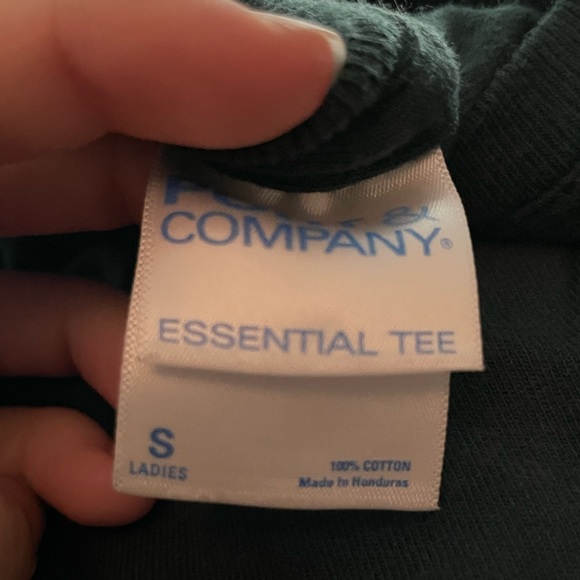 &
COMPANY®
ESSENTIAL TEE
S
LADIES
100% COTTON
Made In Honduras